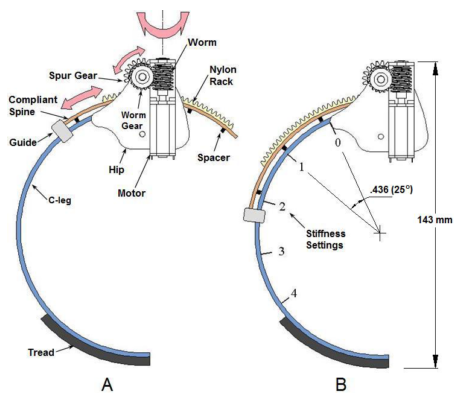 Worm
Spur Gear
Nylon
Rack
Compliant
Spine
Worm
Gear
Guide
Hip
Spacer
Motor
C-leg
Tread
A
0
1
.436 (25°)
2
Stiffness
Settings
3
4
143 mm
B